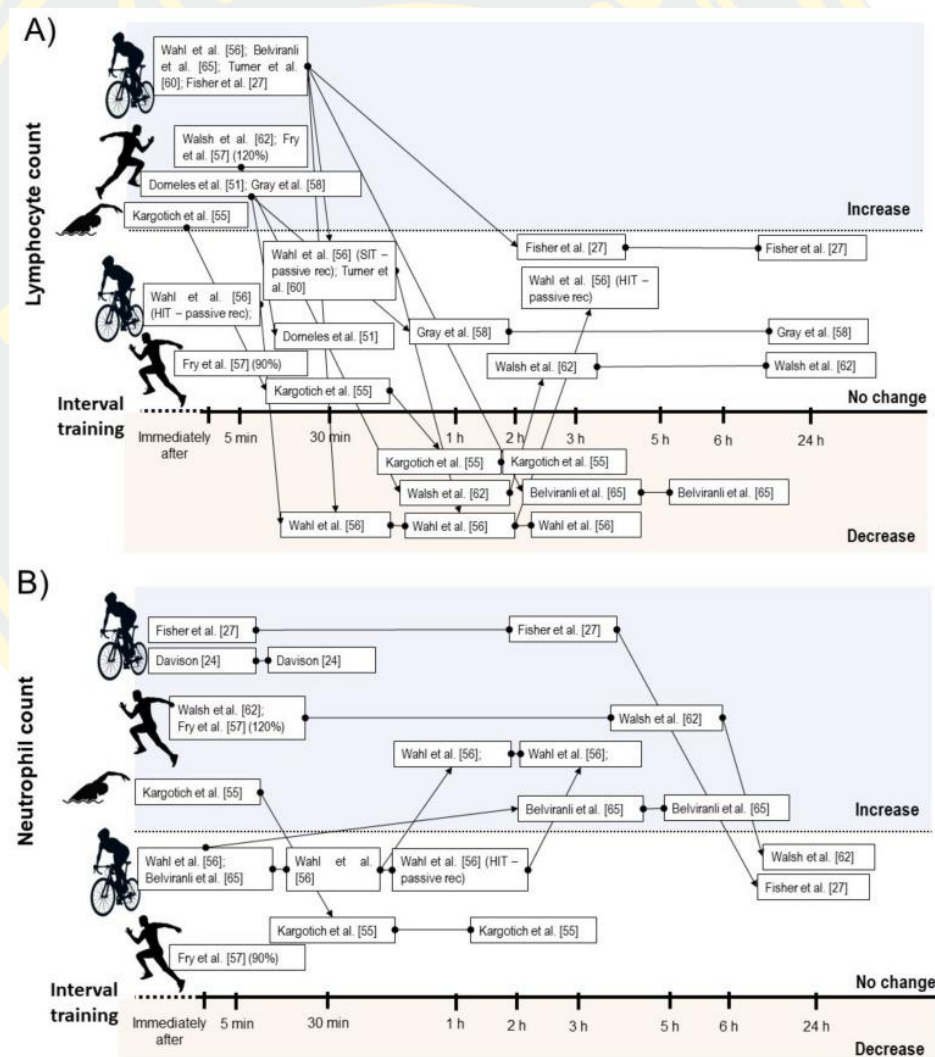 A)
Lymphocyte count
Wahl et al. [56]; Belviranli
et al. [65]; Turner et al.
[60]; Fisher et al. [27]
Walsh et al. [62]; Fry
et al. [57] (120%)
Dorneles et al. [51]; Gray et al. [58]
Kargotich et al. [55]
Increase
Wahl et al. [56] (SIT –
passive rec); Turner et
al. [60]
Fisher et al. [27]
Fisher et al. [27]
Wahl et al. [56]
(HIT – passive rec);
Wahl et al. [56] (HIT –
passive rec)
Dorneles et al. [51]
Gray et al. [58]
Gray et al. [58]
Fry et al. [57] (90%)
Walsh et al. [62]
Walsh et al. [62]
Kargotich et al. [55]
No change
Interval
training
Immediately
after
5 min
30 min
1 h
2 h
3 h
5 h
6 h
24 h
Kargotich et al. [55]
Kargotich et al. [55]
Walsh et al. [62]
Belviranli et al. [65]
Belviranli et al. [65]
Wahl et al. [56]
Wahl et al. [56]
Wahl et al. [56]
Decrease
B)
Neutrophil count
Fisher et al. [27]
Fisher et al. [27]
Davison [24]
Davison [24]
Walsh et al. [62];
Fry et al. [57] (120%)
Walsh et al. [62]
Wahl et al. [56];
Wahl et al. [56];
Kargotich et al. [55]
Belviranli et al. [65]
Belviranli et al. [65]
Increase
Wahl et al. [56];
Belviranli et al. [65]
Wahl et al.
[56]
Wahl et al. [56] (HIT –
passive rec)
Walsh et al. [62]
Fisher et al. [27]
Kargotich et al. [55]
Kargotich et al. [55]
Fry et al. [57] (90%)
No change
Interval
training
Immediately
after
5 min
30 min
1 h
2 h
3 h
5 h
6 h
24 h
Decrease